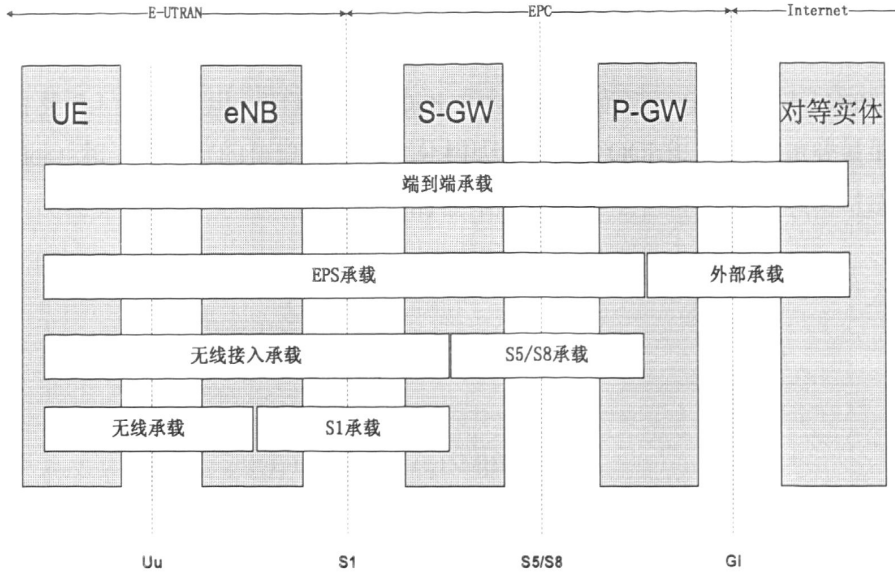 E-UTRAN EPC Internet
UE eNB S-GW P-GW 对等实体
端到端承载
EPS承载 外部承载
无线接入承载 S5/S8承载
无线承载 S1承载
Uu S1 S5/S8 GI